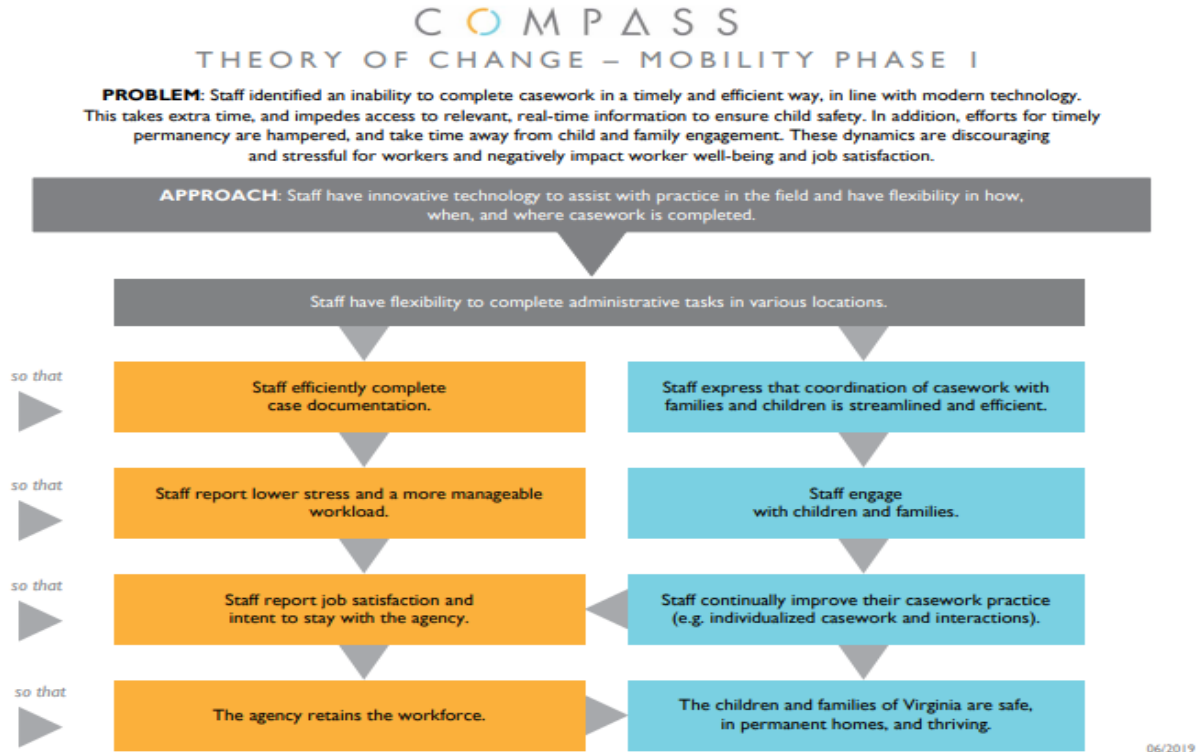 COMPASS
THEORY OF CHANGE – MOBILITY PHASE I
PROBLEM: Staff identified an inability to complete casework in a timely and efficient way, in line with modern technology.
This takes extra time, and impedes access to relevant, real-time information to ensure child safety. In addition, efforts for timely
permanency are hampered, and take time away from child and family engagement. These dynamics are discouraging
and stressful for workers and negatively impact worker well-being and job satisfaction.
APPROACH: Staff have innovative technology to assist with practice in the field and have flexibility in how,
when, and where casework is completed.
Staff have flexibility to complete administrative tasks in various locations.
so that
Staff efficiently complete
case documentation.
Staff express that coordination of casework with
families and children is streamlined and efficient.
so that
Staff report lower stress and a more manageable
workload.
Staff engage
with children and families.
so that
Staff report job satisfaction and
intent to stay with the agency.
Staff continually improve their casework practice
(e.g. individualized casework and interactions).
so that
The agency retains the workforce.
The children and families of Virginia are safe,
in permanent homes, and thriving.
06/2019